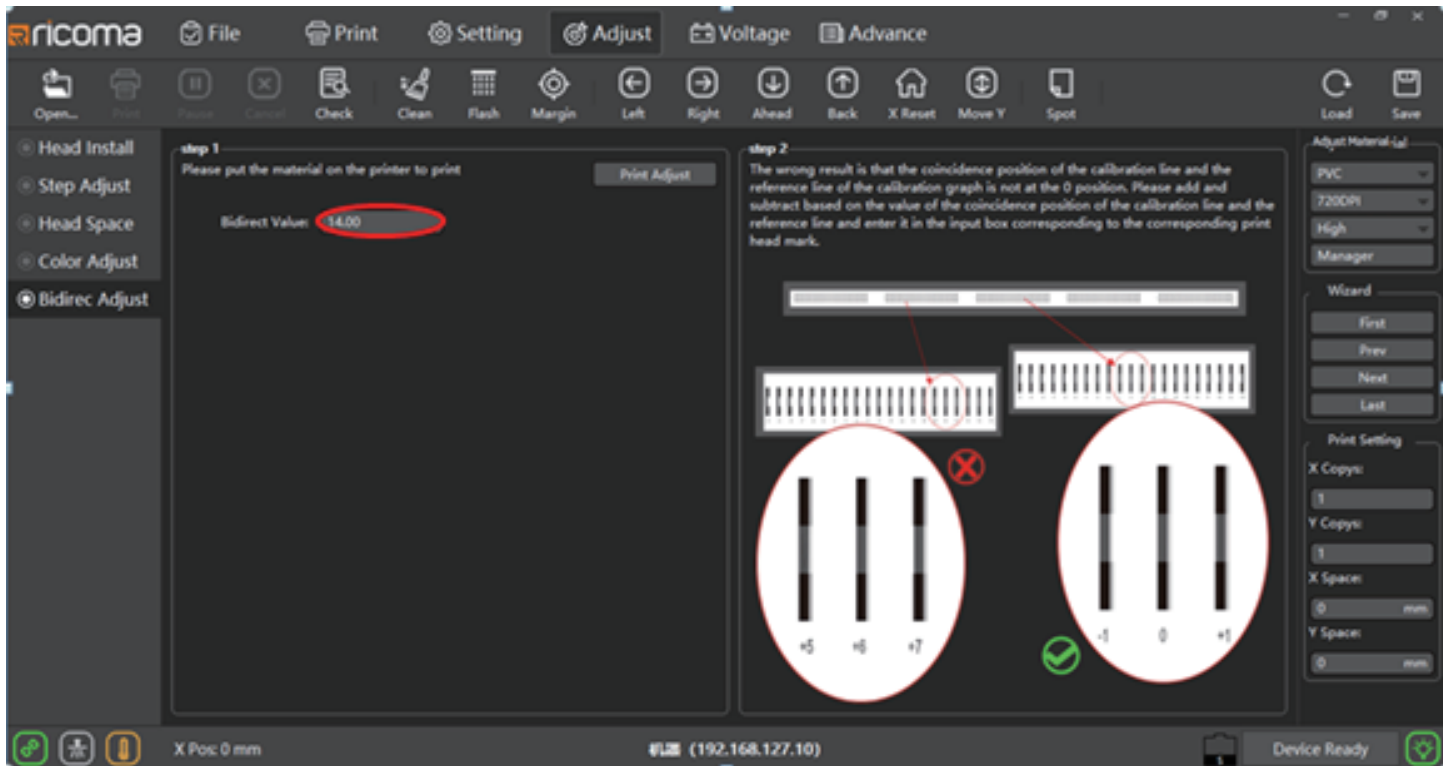 ricoma
File
Print
Setting
Adjust
Voltage
Advance
Open...
Print
Pause
Cancel
Check
Clean
Flash
Margin
Left
Right
Ahead
Back
X Reset
Move Y
Spot
Load
Save
Head Install
Step Adjust
Head Space
Color Adjust
Bidirec Adjust
step 1
Please put the material on the printer to print
Print Adjust
Bidirect Value:
14.00
step 2
The wrong result is that the coincidence position of the calibration line and the
reference line of the calibration graph is not at the 0 position. Please add and
subtract based on the value of the coincidence position of the calibration line and the
reference line and enter it in the input box corresponding to the corresponding print
head mark.
+5 +6 +7
-1 0 +1
Adjust Material
PVC
720DPI
High
Manager
Wizard
First
Prev
Next
Last
Print Setting
X Copys:
1
Y Copys:
1
X Space:
0 mm
Y Space:
0 mm
X Pos: 0 mm
机器 (192.168.127.10)
Device Ready